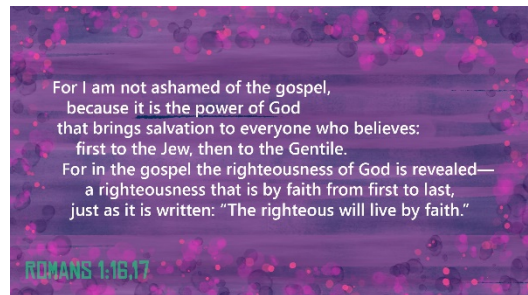 For I am not ashamed of the gospel,
because it is the power of God
that brings salvation to everyone who believes:
first to the Jew, then to the Gentile.
For in the gospel the righteousness of God is revealed—
a righteousness that is by faith from first to last,
just as it is written: “The righteous will live by faith.”
ROMANS 1:16,17